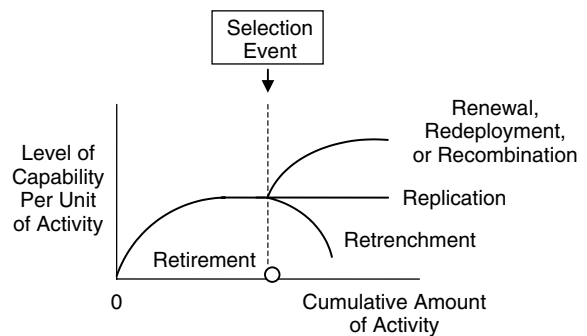 Selection
Event
Renewal,
Redeployment,
or Recombination
Level of
Capability
Per Unit
of Activity
Replication
Retrenchment
Retirement
0
Cumulative Amount
of Activity